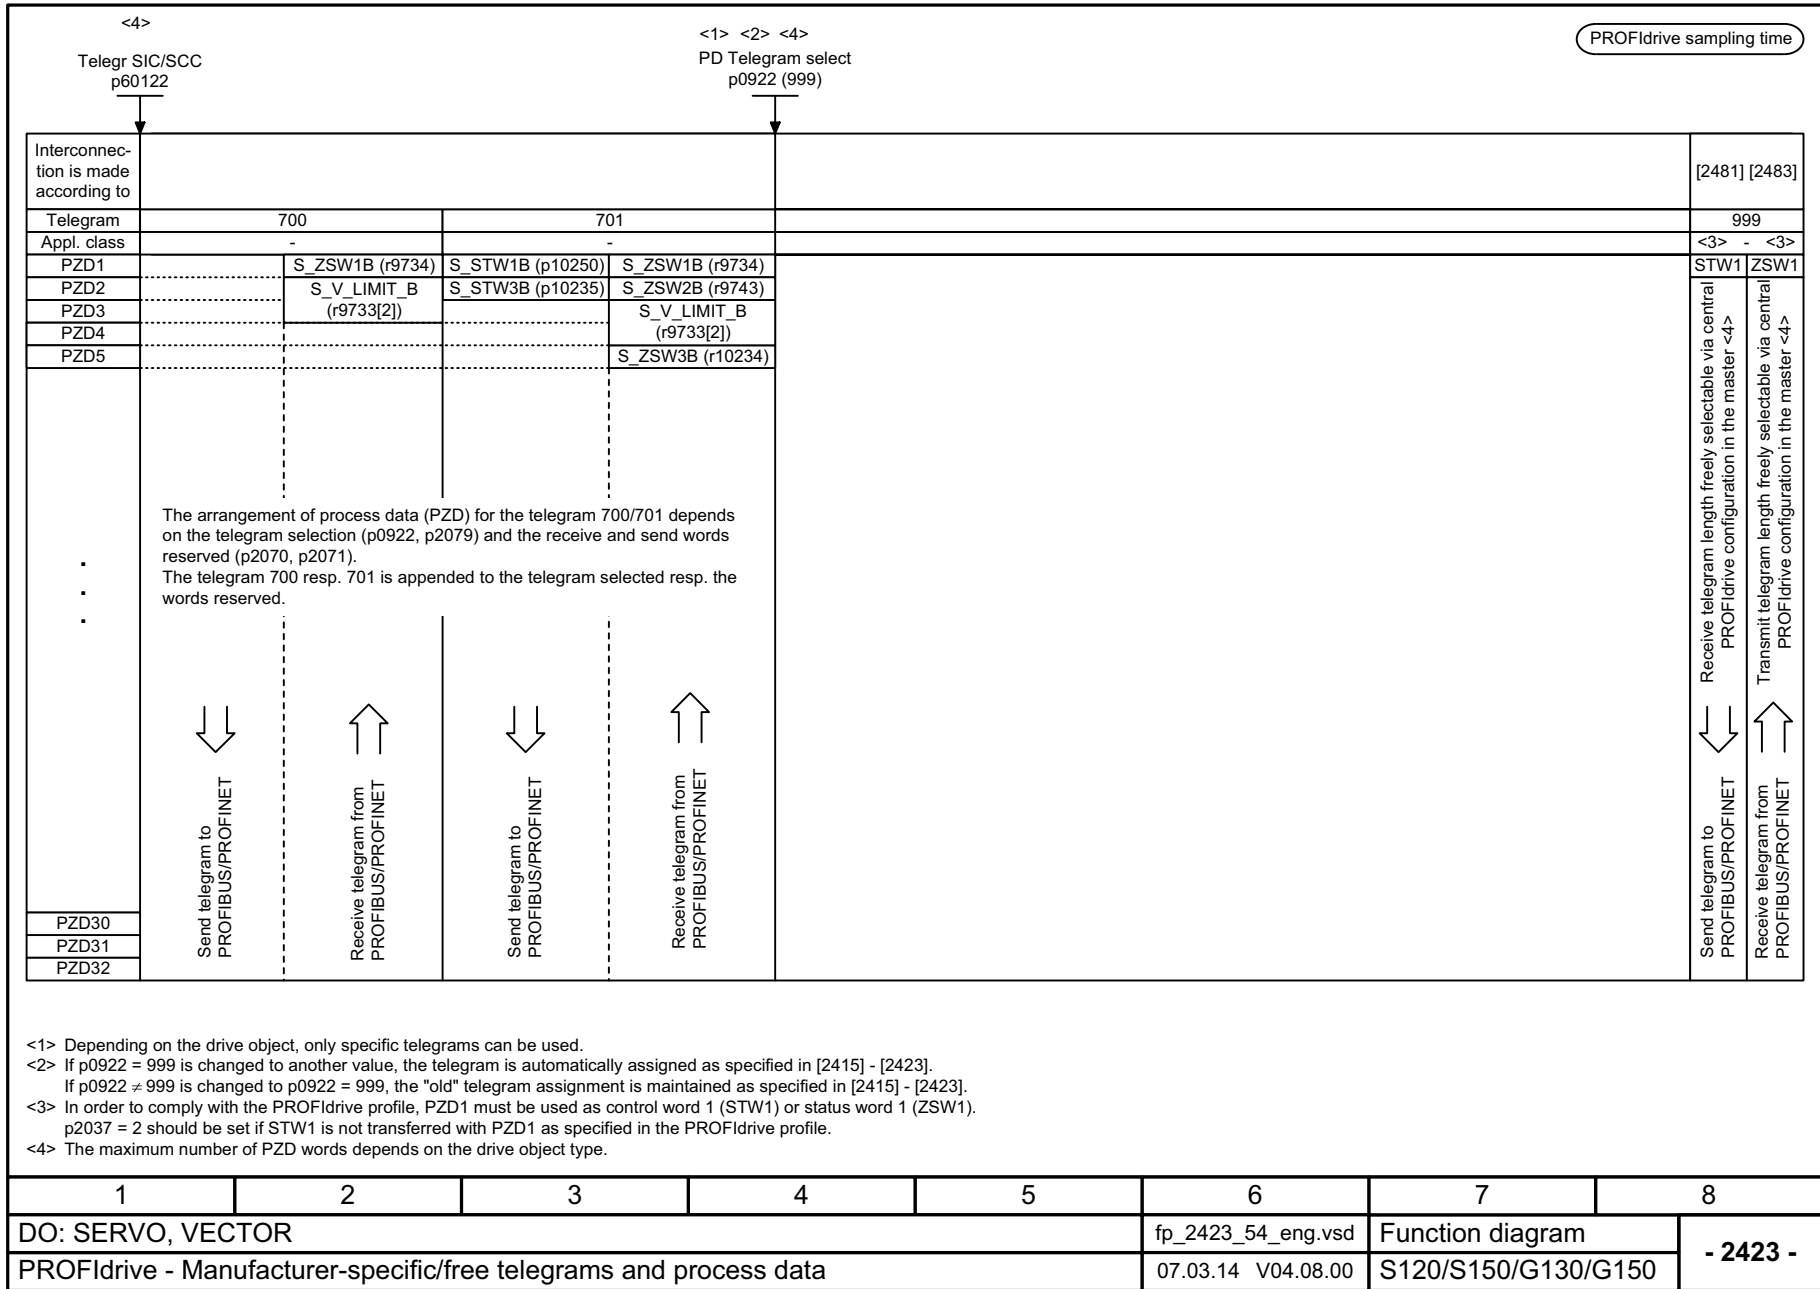 <4>
Telegr SIC/SCC
p60122
<1> <2> <4>
PD Telegram select
p0922 (999)
PROFIdrive sampling time
Interconnec-
tion is made
according to
[2481] [2483]
Telegram 700 701 999
Appl. class - - <3> - <3>
PZD1 S_ZSW1B (r9734) S_STW1B (p10250) S_ZSW1B (r9734) STW1 ZSW1
PZD2 S_V_LIMIT_B S_STW3B (p10235) S_ZSW2B (r9743)
PZD3 (r9733[2]) S_V_LIMIT_B
PZD4 (r9733[2])
PZD5 S_ZSW3B (r10234)
Receive telegram length freely selectable via central
PROFIdrive configuration in the master <4>
Transmit telegram length freely selectable via central
PROFIdrive configuration in the master <4>
The arrangement of process data (PZD) for the telegram 700/701 depends
on the telegram selection (p0922, p2079) and the receive and send words
reserved (p2070, p2071).
The telegram 700 resp. 701 is appended to the telegram selected resp. the
words reserved.
.
.
.
Send telegram to
PROFIBUS/PROFINET
Receive telegram from
PROFIBUS/PROFINET
Send telegram to
PROFIBUS/PROFINET
Receive telegram from
PROFIBUS/PROFINET
Send telegram to
PROFIBUS/PROFINET
Receive telegram from
PROFIBUS/PROFINET
PZD30
PZD31
PZD32
<1> Depending on the drive object, only specific telegrams can be used.
<2> If p0922 = 999 is changed to another value, the telegram is automatically assigned as specified in [2415] - [2423].
If p0922 ≠ 999 is changed to p0922 = 999, the "old" telegram assignment is maintained as specified in [2415] - [2423].
<3> In order to comply with the PROFIdrive profile, PZD1 must be used as control word 1 (STW1) or status word 1 (ZSW1).
p2037 = 2 should be set if STW1 is not transferred with PZD1 as specified in the PROFIdrive profile.
<4> The maximum number of PZD words depends on the drive object type.
1 2 3 4 5 6 7 8
DO: SERVO, VECTOR fp_2423_54_eng.vsd Function diagram
- 2423 -
PROFIdrive - Manufacturer-specific/free telegrams and process data 07.03.14 V04.08.00 S120/S150/G130/G150